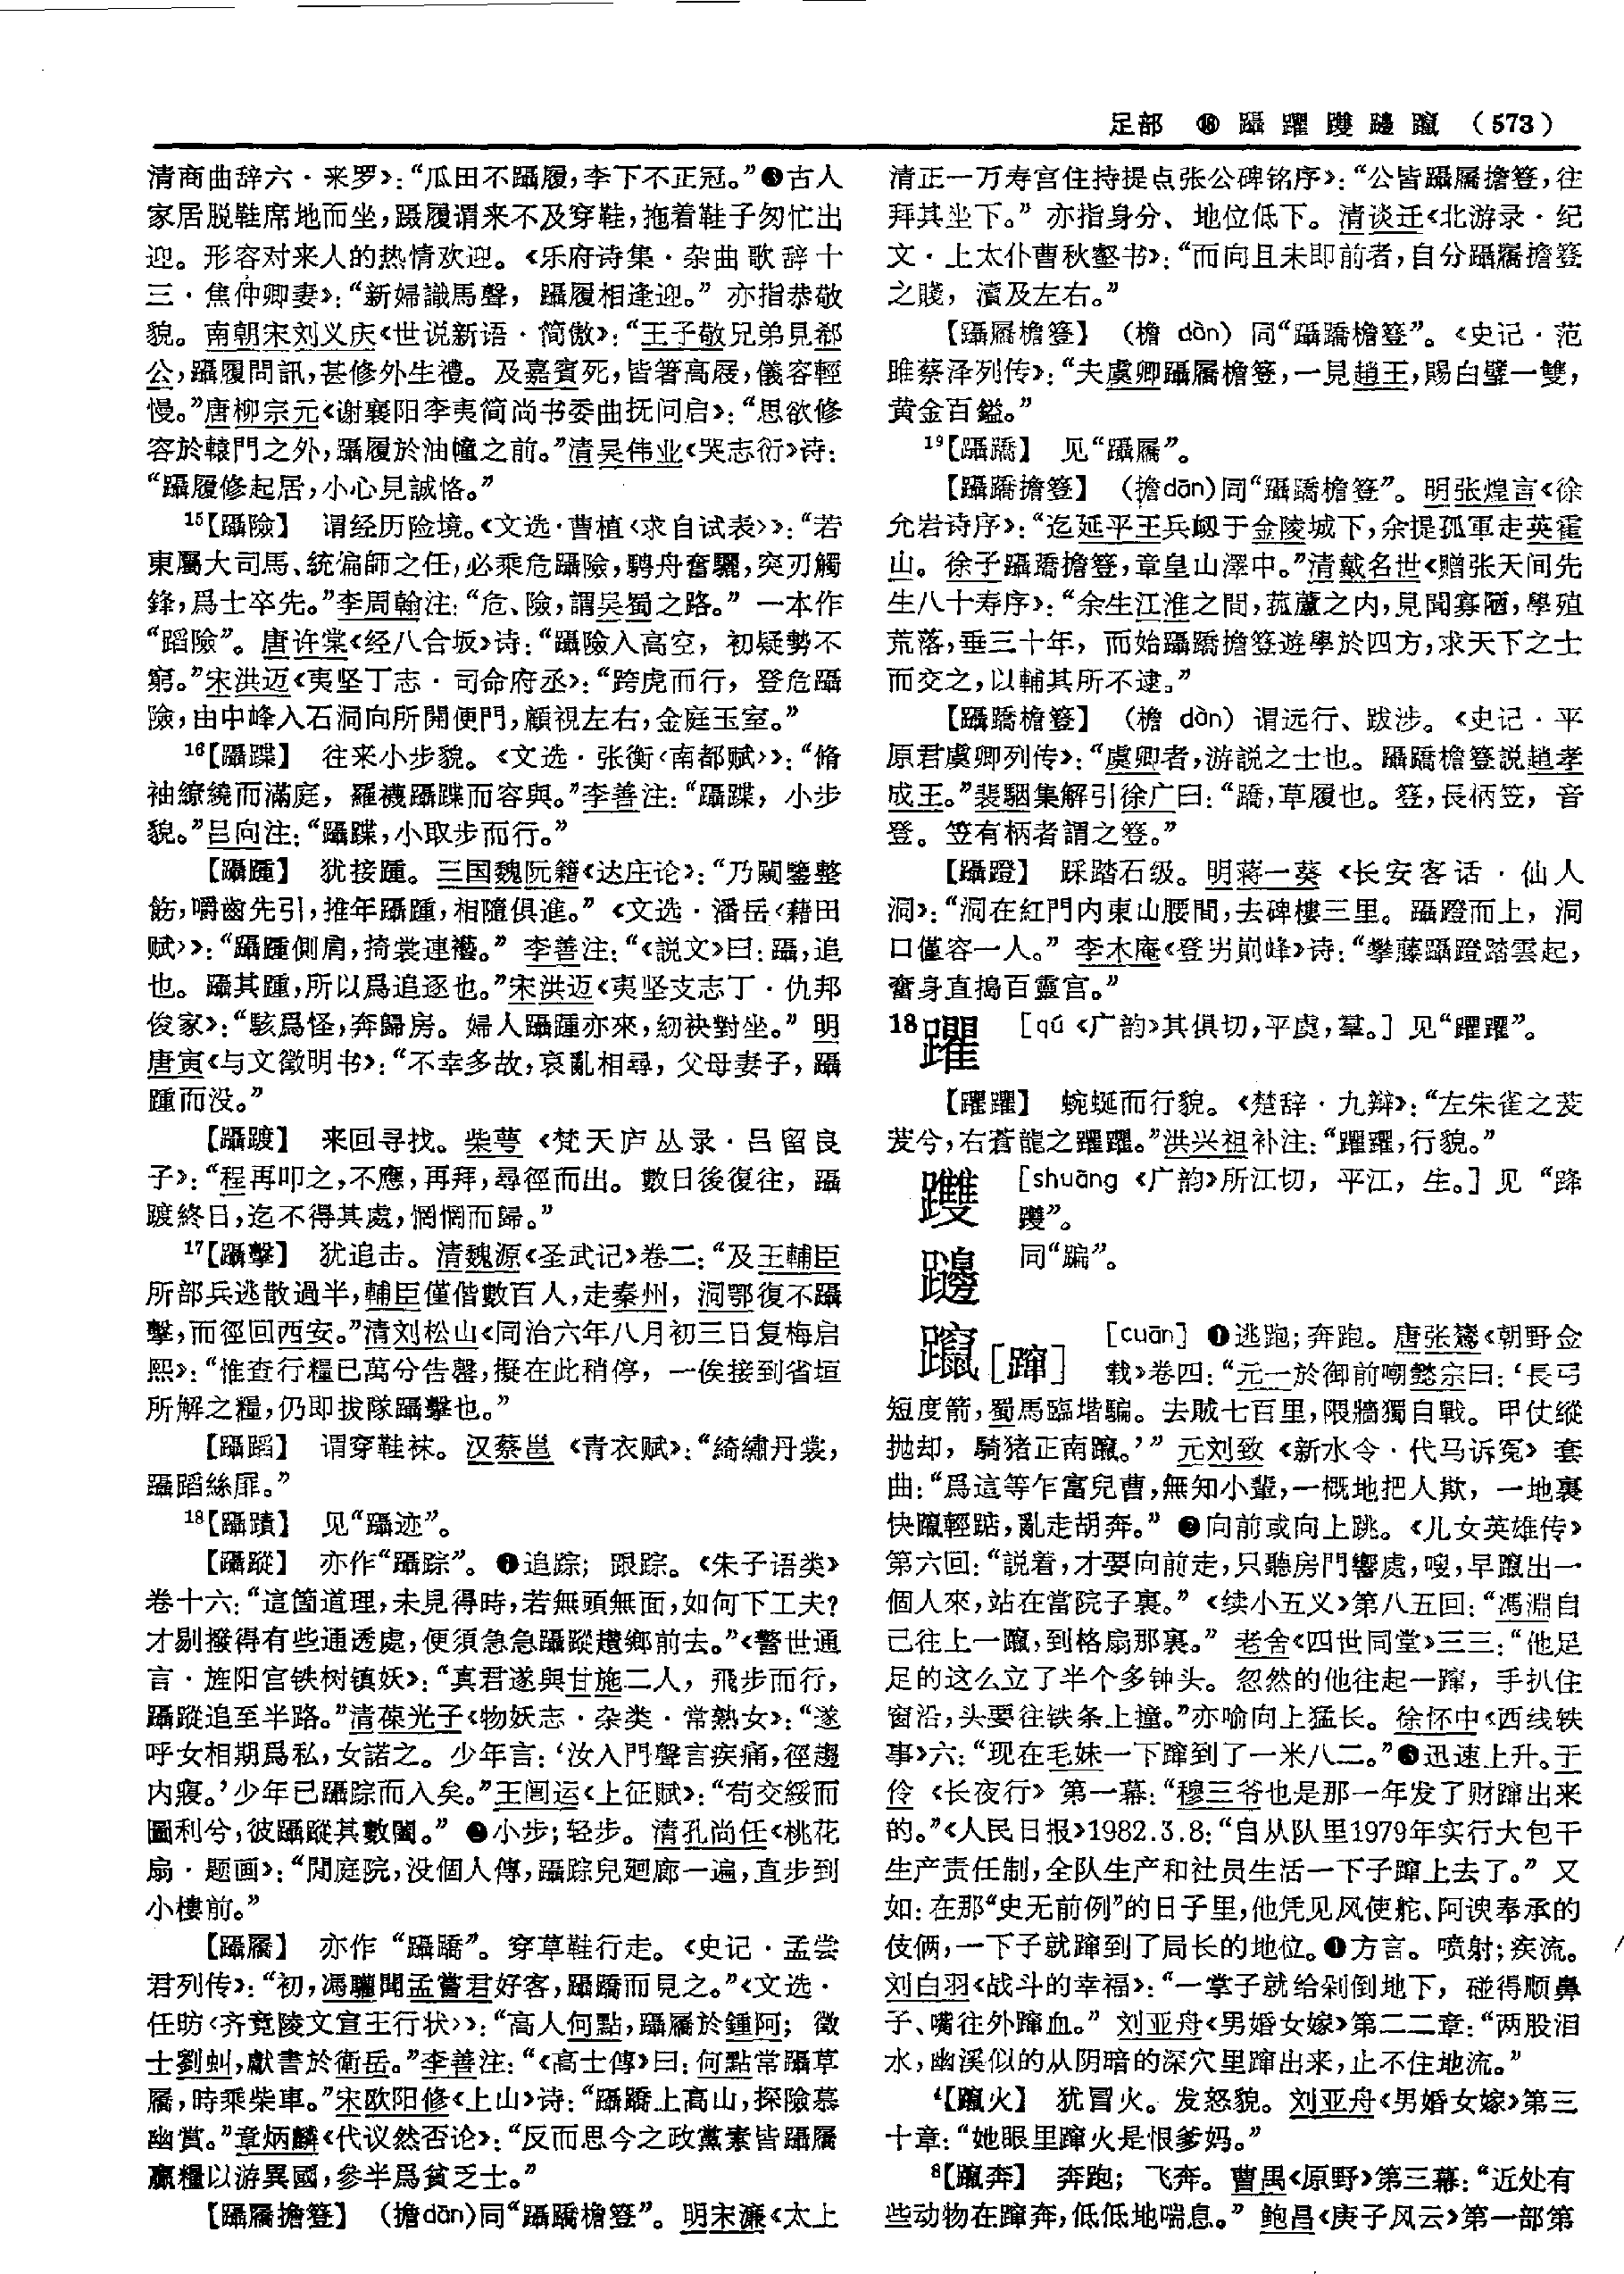 足部 ⑱ 躡 躍 躞 𨇭 躥 (573)
清商曲辞六·来罗》:“瓜田不躡履,李下不正冠。”❸古人
家居脱鞋席地而坐,蹑履谓来不及穿鞋,拖着鞋子匆忙出
迎。形容对来人的热情欢迎。《乐府诗集·杂曲歌辞十
三·焦仲卿妻》:“新婦識馬聲,躡履相逢迎。”亦指恭敬
貌。南朝宋刘义庆《世说新语·简傲》:“王子敬兄弟見郗
公,躡履問訊,甚修外生禮。及嘉賓死,皆箸高屐,儀容輕
慢。”唐柳宗元《谢襄阳李夷简尚书委曲抚问启》:“思欲修
容於轅門之外,躡履於油幢之前。”清吴伟业《哭志衍》诗:
“躡履修起居,小心見誠恪。”
15【躡險】 谓经历险境。《文选·曹植〈求自试表〉》:“若
東屬大司馬、統偏師之任,必乘危躡險,騁舟奮驪,突刃觸
鋒,爲士卒先。”李周翰注:“危、險,謂吴蜀之路。”一本作
“蹈險”。唐许棠《经八合坂》诗:“躡險入高空,初疑勢不
窮。”宋洪迈《夷坚丁志·司命府丞》:“跨虎而行,登危躡
險,由中峰入石洞向所開便門,顧視左右,金庭玉室。”
16【躡蹀】 往来小步貌。《文选·张衡〈南都赋〉》:“脩
袖繚繞而滿庭,羅襪躡蹀而容與。”李善注:“躡蹀,小步
貌。”吕向注:“躡蹀,小取步而行。”
【躡踵】 犹接踵。三国魏阮籍《达庄论》:“乃闚鑒整
飭,嚼齒先引,推年躡踵,相隨俱進。”《文选·潘岳〈藉田
赋〉》:“躡踵側肩,掎裳連襼。”李善注:“《説文》曰:躡,追
也。躡其踵,所以爲追逐也。”宋洪迈《夷坚支志丁·仇邦
俊家》:“駭爲怪,奔歸房。婦人躡踵亦來,紉袂對坐。”明
唐寅《与文徵明书》:“不幸多故,哀亂相尋,父母妻子,躡
踵而没。”
【躡踱】 来回寻找。柴萼《梵天庐丛录·吕留良
子》:“程再叩之,不應,再拜,尋徑而出。數日後復往,躡
踱終日,迄不得其處,惘惘而歸。”
17【躡擊】 犹追击。清魏源《圣武记》卷二:“及王輔臣
所部兵逃散過半,輔臣僅偕數百人,走秦州,洞鄂復不躡
擊,而徑回西安。”清刘松山《同治六年八月初三日复梅启
熙》:“惟查行糧已萬分告罄,擬在此稍停,一俟接到省垣
所解之糧,仍即拔隊躡擊也。”
【躡蹈】 谓穿鞋袜。汉蔡邕《青衣赋》:“綺繡丹裳,
躡蹈絲扉。”
18【躡蹟】 见“躡迹”。
【躡蹤】 亦作“躡踪”。❶追踪;跟踪。《朱子语类》
卷十六:“這箇道理,未見得時,若無頭無面,如何下工夫?
才剔撥得有些通透處,便須急急躡蹤趲鄉前去。”《警世通
言·旌阳宫铁树镇妖》:“真君遂與甘施二人,飛步而行,
躡蹤追至半路。”清葆光子《物妖志·杂类·常熟女》:“遂
呼女相期爲私,女諾之。少年言:‘汝入門聲言疾痛,徑趨
内寢。’少年已躡踪而入矣。”王闿运《上征赋》:“苟交綏而
圖利兮,彼躡蹤其數闔。”❷小步;轻步。清孔尚任《桃花
扇·题画》:“閒庭院,没個人傳,躡踪兒廻廊一遍,直步到
小樓前。”
【躡屩】 亦作“躡蹻”。穿草鞋行走。《史记·孟尝
君列传》:“初,馮驩聞孟嘗君好客,躡蹻而見之。”《文选·
任昉〈齐竟陵文宣王行状〉》:“高人何點,躡屩於鍾阿;徵
士劉虯,獻書於衛岳。”李善注:“《高士傳》曰:何點常躡草
屩,時乘柴車。”宋欧阳修《上山》诗:“躡蹻上高山,探險慕
幽賞。”章炳麟《代议然否论》:“反而思今之政黨素皆躡屩
羸糧以游異國,參半爲貧乏士。”
【躡屩擔簦】 (擔dān)同“躡蹻檐簦”。明宋濂《太上
清正一万寿宫住持提点张公碑铭序》:“公皆躡屩擔簦,往
拜其坐下。”亦指身分、地位低下。清谈迁《北游录·纪
文·上太仆曹秋壑书》:“而向且未即前者,自分躡屩擔簦
之賤,瀆及左右。”
【躡屩檐簦】 (檐 dàn)同“躡蹻檐簦”。《史记·范
雎蔡泽列传》:“夫虞卿躡屩檐簦,一見趙王,賜白璧一雙,
黄金百鎰。”
19【躡蹻】 见“躡屩”。
【躡蹻擔簦】 (擔dān)同“躡蹻檐簦”。明张煌言《徐
允岩诗序》:“迄延平王兵衂于金陵城下,余提孤軍走英霍
山。徐子躡蹻擔簦,章皇山澤中。”清戴名世《赠张天间先
生八十寿序》:“余生江淮之間,菰蘆之内,見聞寡陋,學殖
荒落,垂三十年,而始躡蹻擔簦遊學於四方,求天下之士
而交之,以輔其所不逮。”
【躡蹻檐簦】 (檐 dàn)谓远行、跋涉。《史记·平
原君虞卿列传》:“虞卿者,游説之士也。躡蹻檐簦説趙孝
成王。”裴駰集解引徐广曰:“蹻,草履也。簦,長柄笠,音
登。笠有柄者謂之簦。”
【躡蹬】 踩踏石级。明蒋一葵《长安客话·仙人
洞》:“洞在紅門内東山腰間,去碑樓三里。躡蹬而上,洞
口僅容一人。”李木庵《登屴崱峰》诗:“攀藤躡蹬踏雲起,
奮身直搗百靈宫。”
18躣 [qú《广韵》其俱切,平虞,羣。]见“躣躣”。
【躣躣】 蜿蜒而行貌。《楚辞·九辩》:“左朱雀之茇
茇兮,右蒼龍之躣躣。”洪兴祖补注:“躣躣,行貌。”
[shuāng《广韵》所江切,平江,生。]见“䠙
同“蹁”。
躥[蹿] [cuān]❶逃跑;奔跑。唐张鷟《朝野佥
载》卷四:“元一於御前嘲懿宗曰:‘長弓
短度箭,蜀馬臨堦騙。去賊七百里,隈牆獨自戰。甲仗縱
抛却,騎猪正南躥。’”元刘致《新水令·代马诉冤》套
曲:“爲這等乍富兒曹,無知小輩,一概地把人欺,一地裏
快躥輕踮,亂走胡奔。”❷向前或向上跳。《儿女英雄传》
第六回:“説着,才要向前走,只聽房門響處,嗖,早躥出一
個人來,站在當院子裏。”《续小五义》第八五回:“馮淵自
己往上一躥,到格扇那裏。”老舍《四世同堂》三三:“他足
足的这么立了半个多钟头。忽然的他往起一蹿,手扒住
窗沿,头要往铁条上撞。”亦喻向上猛长。徐怀中《西线轶
事》六:“现在毛妹一下蹿到了一米八二。”❸迅速上升。于
伶《长夜行》第一幕:“穆三爷也是那一年发了财蹿出来
的。”《人民日报》1982.3.8:“自从队里1979年实行大包干
生产责任制,全队生产和社员生活一下子蹿上去了。”又
如:在那“史无前例”的日子里,他凭见风使舵、阿谀奉承的
伎俩,一下子就蹿到了局长的地位。❹方言。喷射;疾流。
刘白羽《战斗的幸福》:“一掌子就给剁倒地下,碰得顺鼻
子、嘴往外蹿血。”刘亚舟《男婚女嫁》第二二章:“两股泪
水,幽溪似的从阴暗的深穴里蹿出来,止不住地流。”
4【躥火】 犹冒火。发怒貌。刘亚舟《男婚女嫁》第三
十章:“她眼里蹿火是恨爹妈。”
8【躥奔】 奔跑;飞奔。曹禺《原野》第三幕:“近处有
些动物在蹿奔,低低地喘息。”鲍昌《庚子风云》第一部第